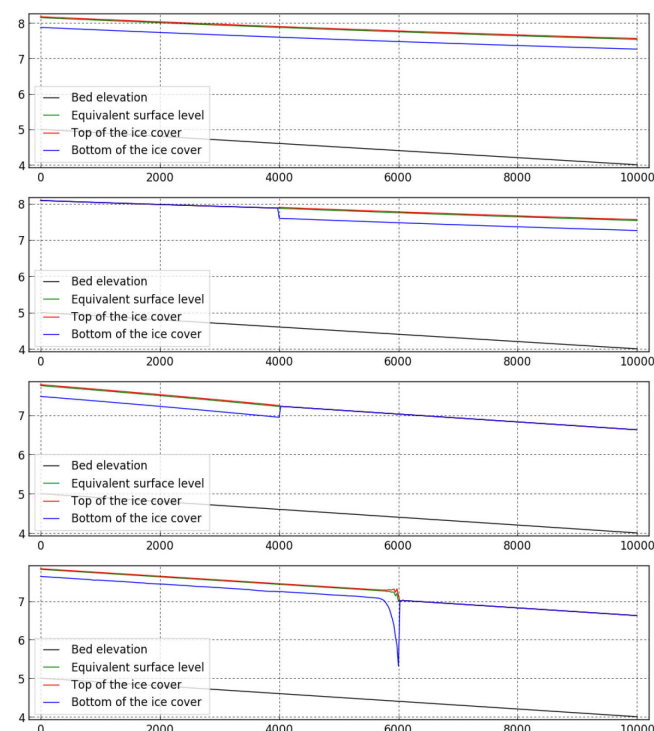 8
7
6
5
4
Bed elevation
Equivalent surface level
Top of the ice cover
Bottom of the ice cover
0 2000 4000 6000 8000 10000
8
7
6
5
4
Bed elevation
Equivalent surface level
Top of the ice cover
Bottom of the ice cover
0 2000 4000 6000 8000 10000
7
6
5
4
Bed elevation
Equivalent surface level
Top of the ice cover
Bottom of the ice cover
0 2000 4000 6000 8000 10000
7
6
5
4
Bed elevation
Equivalent surface level
Top of the ice cover
Bottom of the ice cover
0 2000 4000 6000 8000 10000